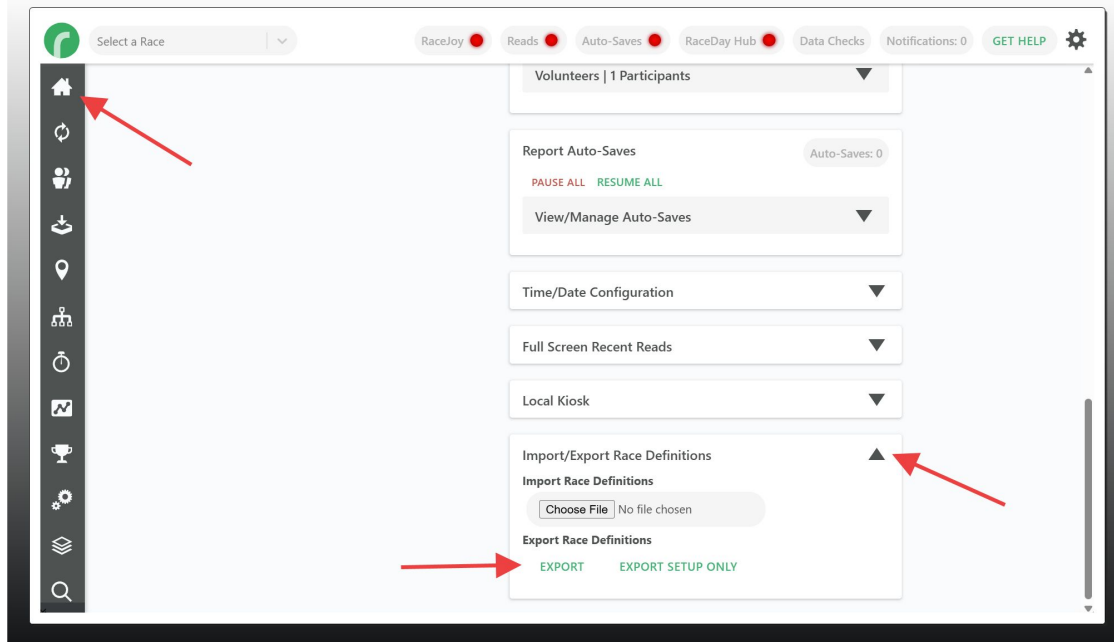 Select a Race
RaceJoy
Reads
Auto-Saves
RaceDay Hub
Data Checks
Notifications: 0
GET HELP
Volunteers | 1 Participants
Report Auto-Saves
Auto-Saves: 0
PAUSE ALL RESUME ALL
View/Manage Auto-Saves
Time/Date Configuration
Full Screen Recent Reads
Local Kiosk
Import/Export Race Definitions
Import Race Definitions
Choose File No file chosen
Export Race Definitions
EXPORT EXPORT SETUP ONLY